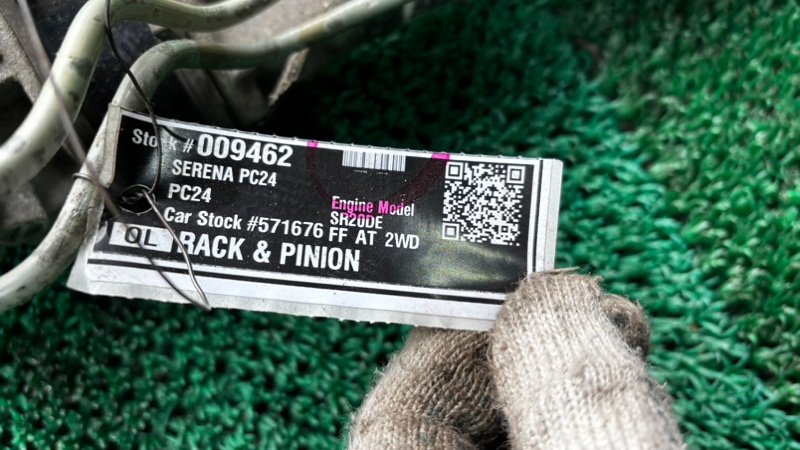 Stock # 009462
SERENA PC24
PC24
Engine Model
SR20DE
Car Stock #571676 FF AT 2WD
OL RACK & PINION